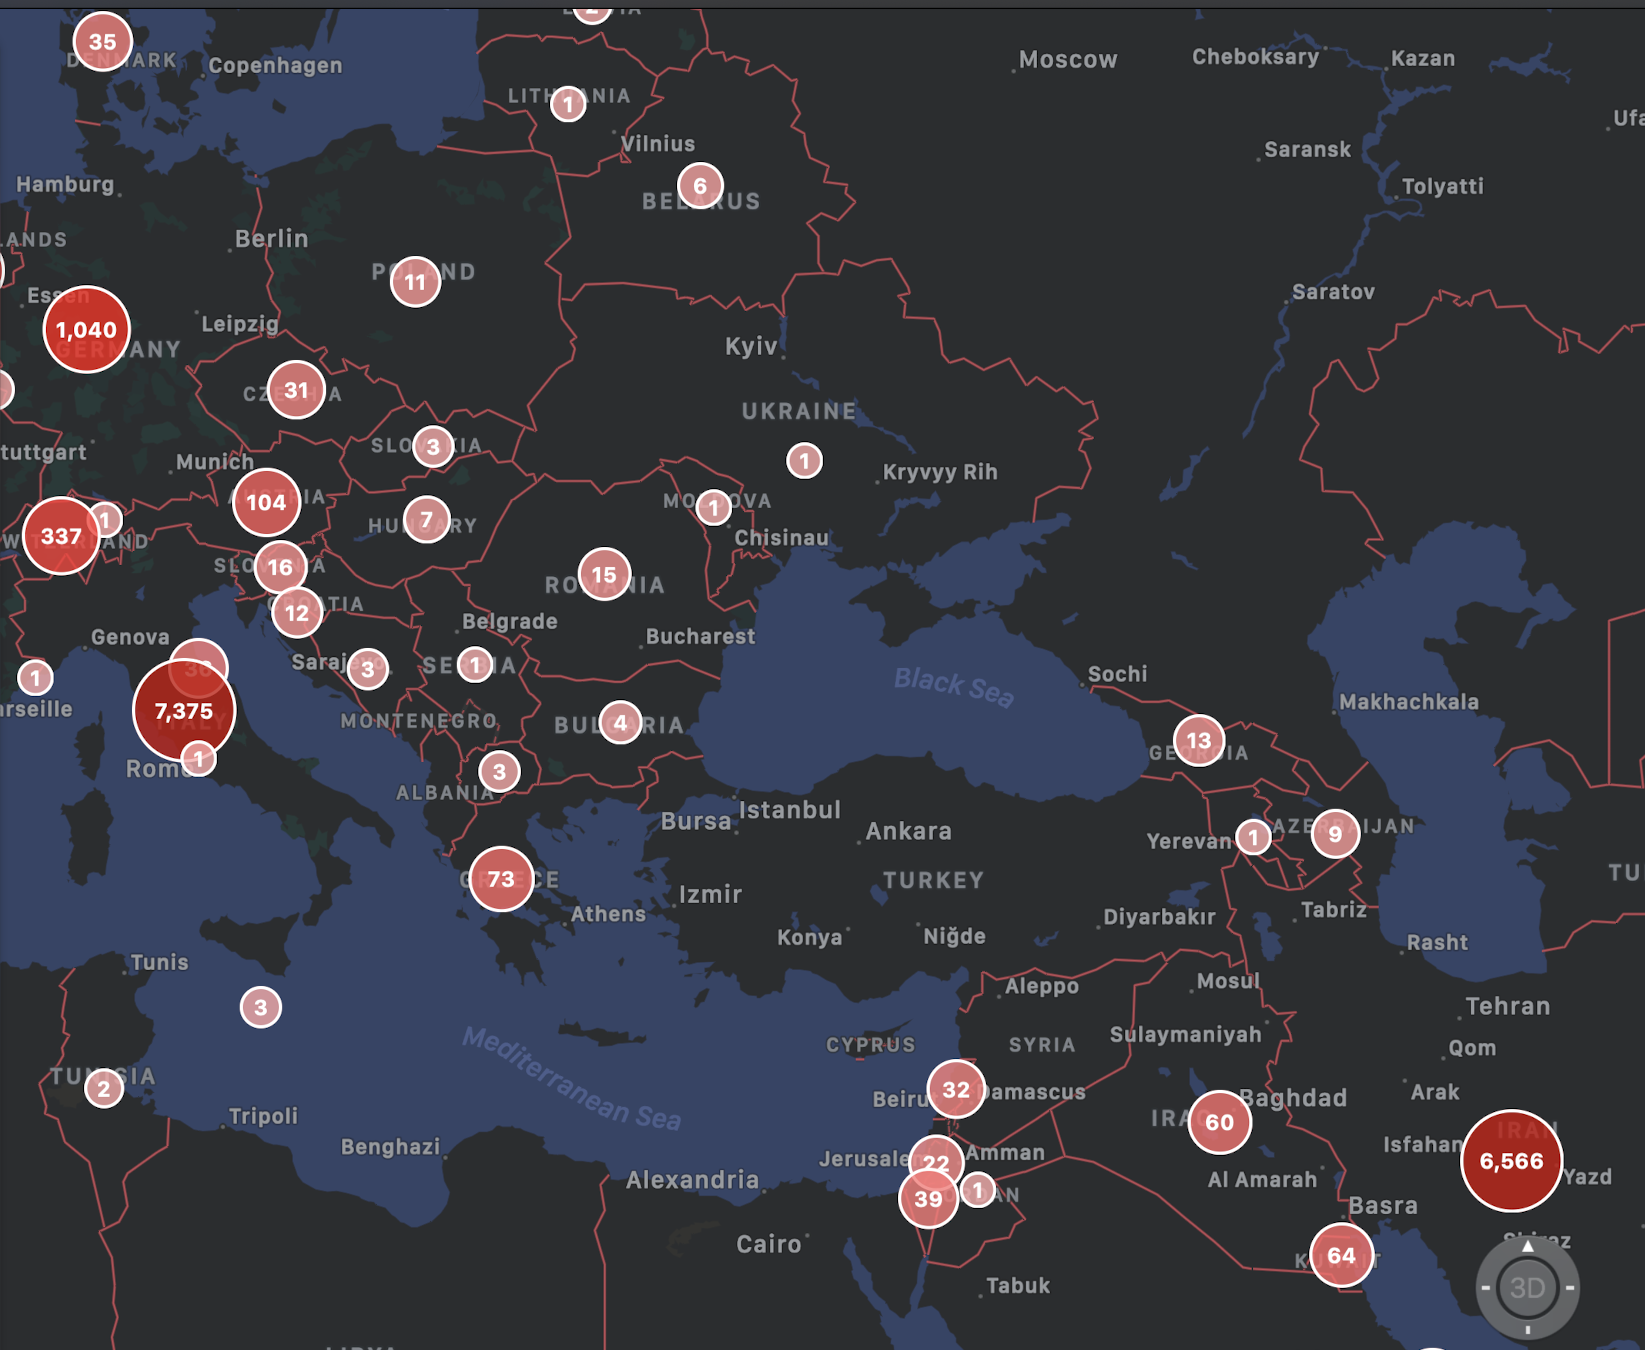 35
DENMARK
Copenhagen
Moscow
Cheboksary
Kazan
LITHUANIA
1
Vilnius
Saransk
Hamburg
6
BELARUS
Tolyatti
LANDS
Berlin
POLAND
11
Essen
1,040
GERMANY
Leipzig
Saratov
Kyiv
31
CZECHIA
UKRAINE
SLOVAKIA
3
tuttgart
Munich
1
Kryvyy Rih
104
AUSTRIA
MOLDOVA
1
337
1
HUNGARY
7
Chisinau
SLOVENIA
16
15
ROMANIA
12
CROATIA
Belgrade
Genova
Bucharest
36
Sarajevo
3
SERBIA
1
1
Black Sea
Sochi
Makhachkala
arseille
7,375
ITALY
MONTENEGRO
BULGARIA
4
13
GEORGIA
Rome
1
3
ALBANIA
Istanbul
Bursa
Ankara
Yerevan
1
AZERBAIJAN
9
GREECE
73
Izmir
TURKEY
TU
Athens
Diyarbakır
Tabriz
Konya
Niğde
Rasht
Tunis
Mosul
Aleppo
3
Tehran
Mediterranean Sea
CYPRUS
SYRIA
Sulaymaniyah
Qom
TUNISIA
2
Beirut
32
Damascus
Baghdad
Arak
Tripoli
IRAQ
60
Benghazi
Jerusalem
22
Amman
Isfahan
IRAN
6,566
Yazd
Alexandria
39
1
JORDAN
Al Amarah
Basra
Cairo
64
KUWAIT
Shiraz
Tabuk
3D